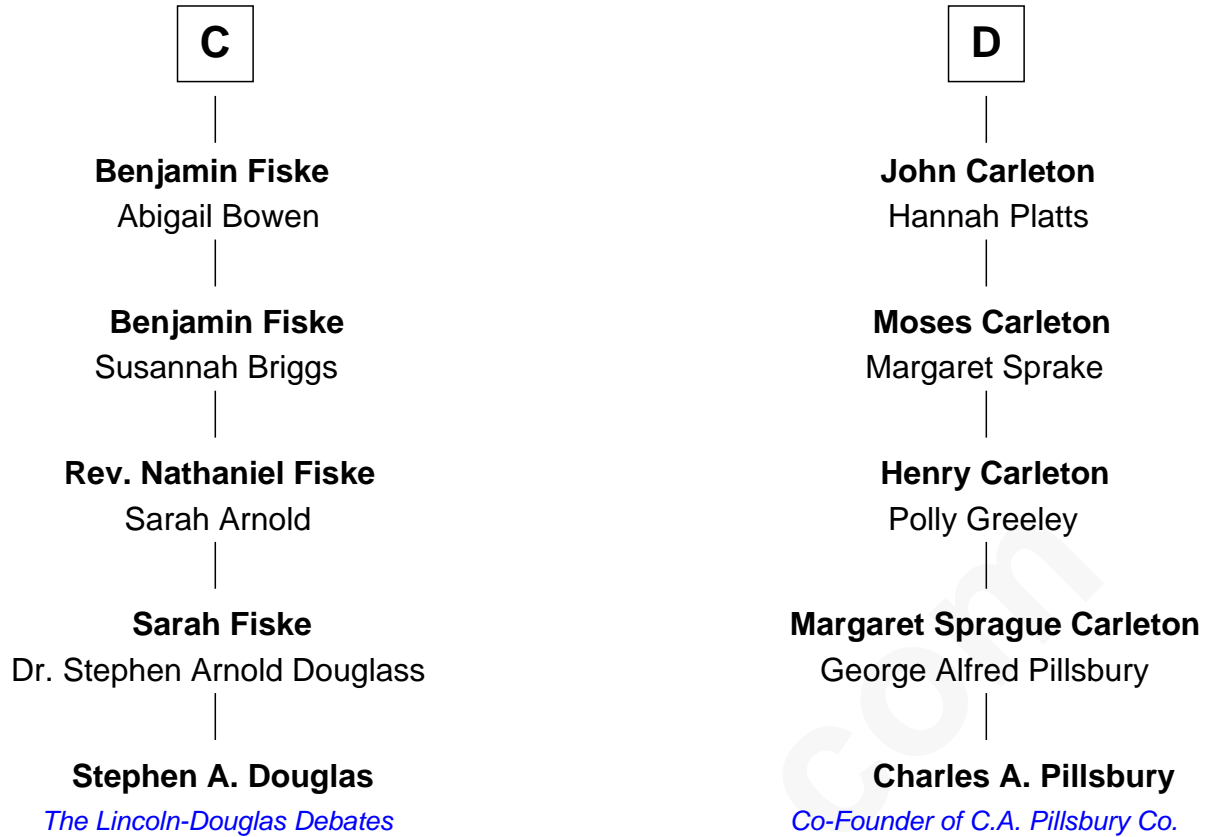 C
Benjamin Fiske
Abigail Bowen
Benjamin Fiske
Susannah Briggs
Rev. Nathaniel Fiske
Sarah Arnold
Sarah Fiske
Dr. Stephen Arnold Douglass
Stephen A. Douglas
The Lincoln-Douglas Debates
D
John Carleton
Hannah Platts
Moses Carleton
Margaret Sprake
Henry Carleton
Polly Greeley
Margaret Sprague Carleton
George Alfred Pillsbury
Charles A. Pillsbury
Co-Founder of C.A. Pillsbury Co.
com